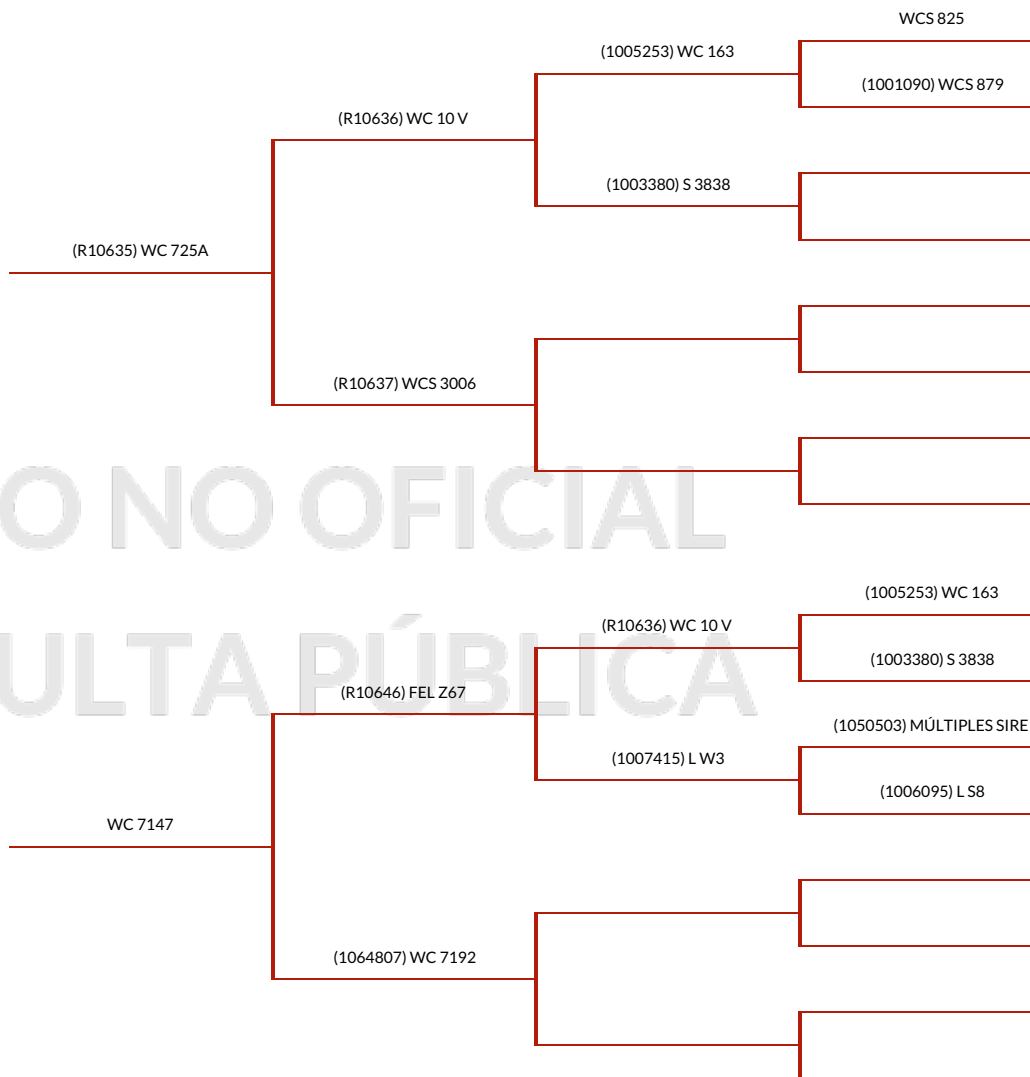 WCS 825
(1005253) WC 163
(1001090) WCS 879
(R10636) WC 10 V
(1003380) S 3838
(R10635) WC 725A
(R10637) WCS 3006
O NO OFICIAL
(1005253) WC 163
(R10636) WC 10 V
(1003380) S 3838
ULTA PÚBLICA
(R10646) FEL Z67
(1050503) MÚLTIPLES SIRE
(1007415) L W3
(1006095) L S8
WC 7147
(1064807) WC 7192